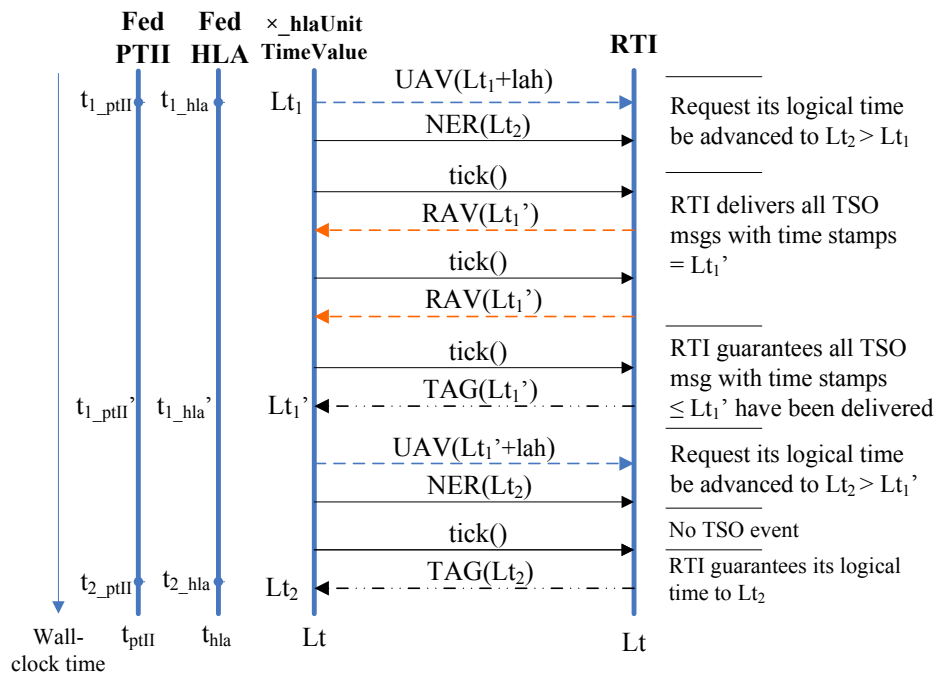 Fed PTII
Fed HLA
×_hlaUnit
TimeValue
RTI
t1_ptII
t1_hla
Lt1
UAV(Lt1+lah)
Request its logical time
be advanced to Lt2 > Lt1
NER(Lt2)
tick()
RAV(Lt1’)
RTI delivers all TSO
msgs with time stamps
= Lt1’
tick()
RAV(Lt1’)
tick()
RTI guarantees all TSO
msg with time stamps
≤ Lt1’ have been delivered
t1_ptII’
t1_hla’
Lt1’
TAG(Lt1’)
UAV(Lt1’+lah)
Request its logical time
be advanced to Lt2 > Lt1’
NER(Lt2)
No TSO event
tick()
t2_ptII
t2_hla
Lt2
TAG(Lt2)
RTI guarantees its logical
time to Lt2
Wall-
clock time
tptII
thla
Lt
Lt